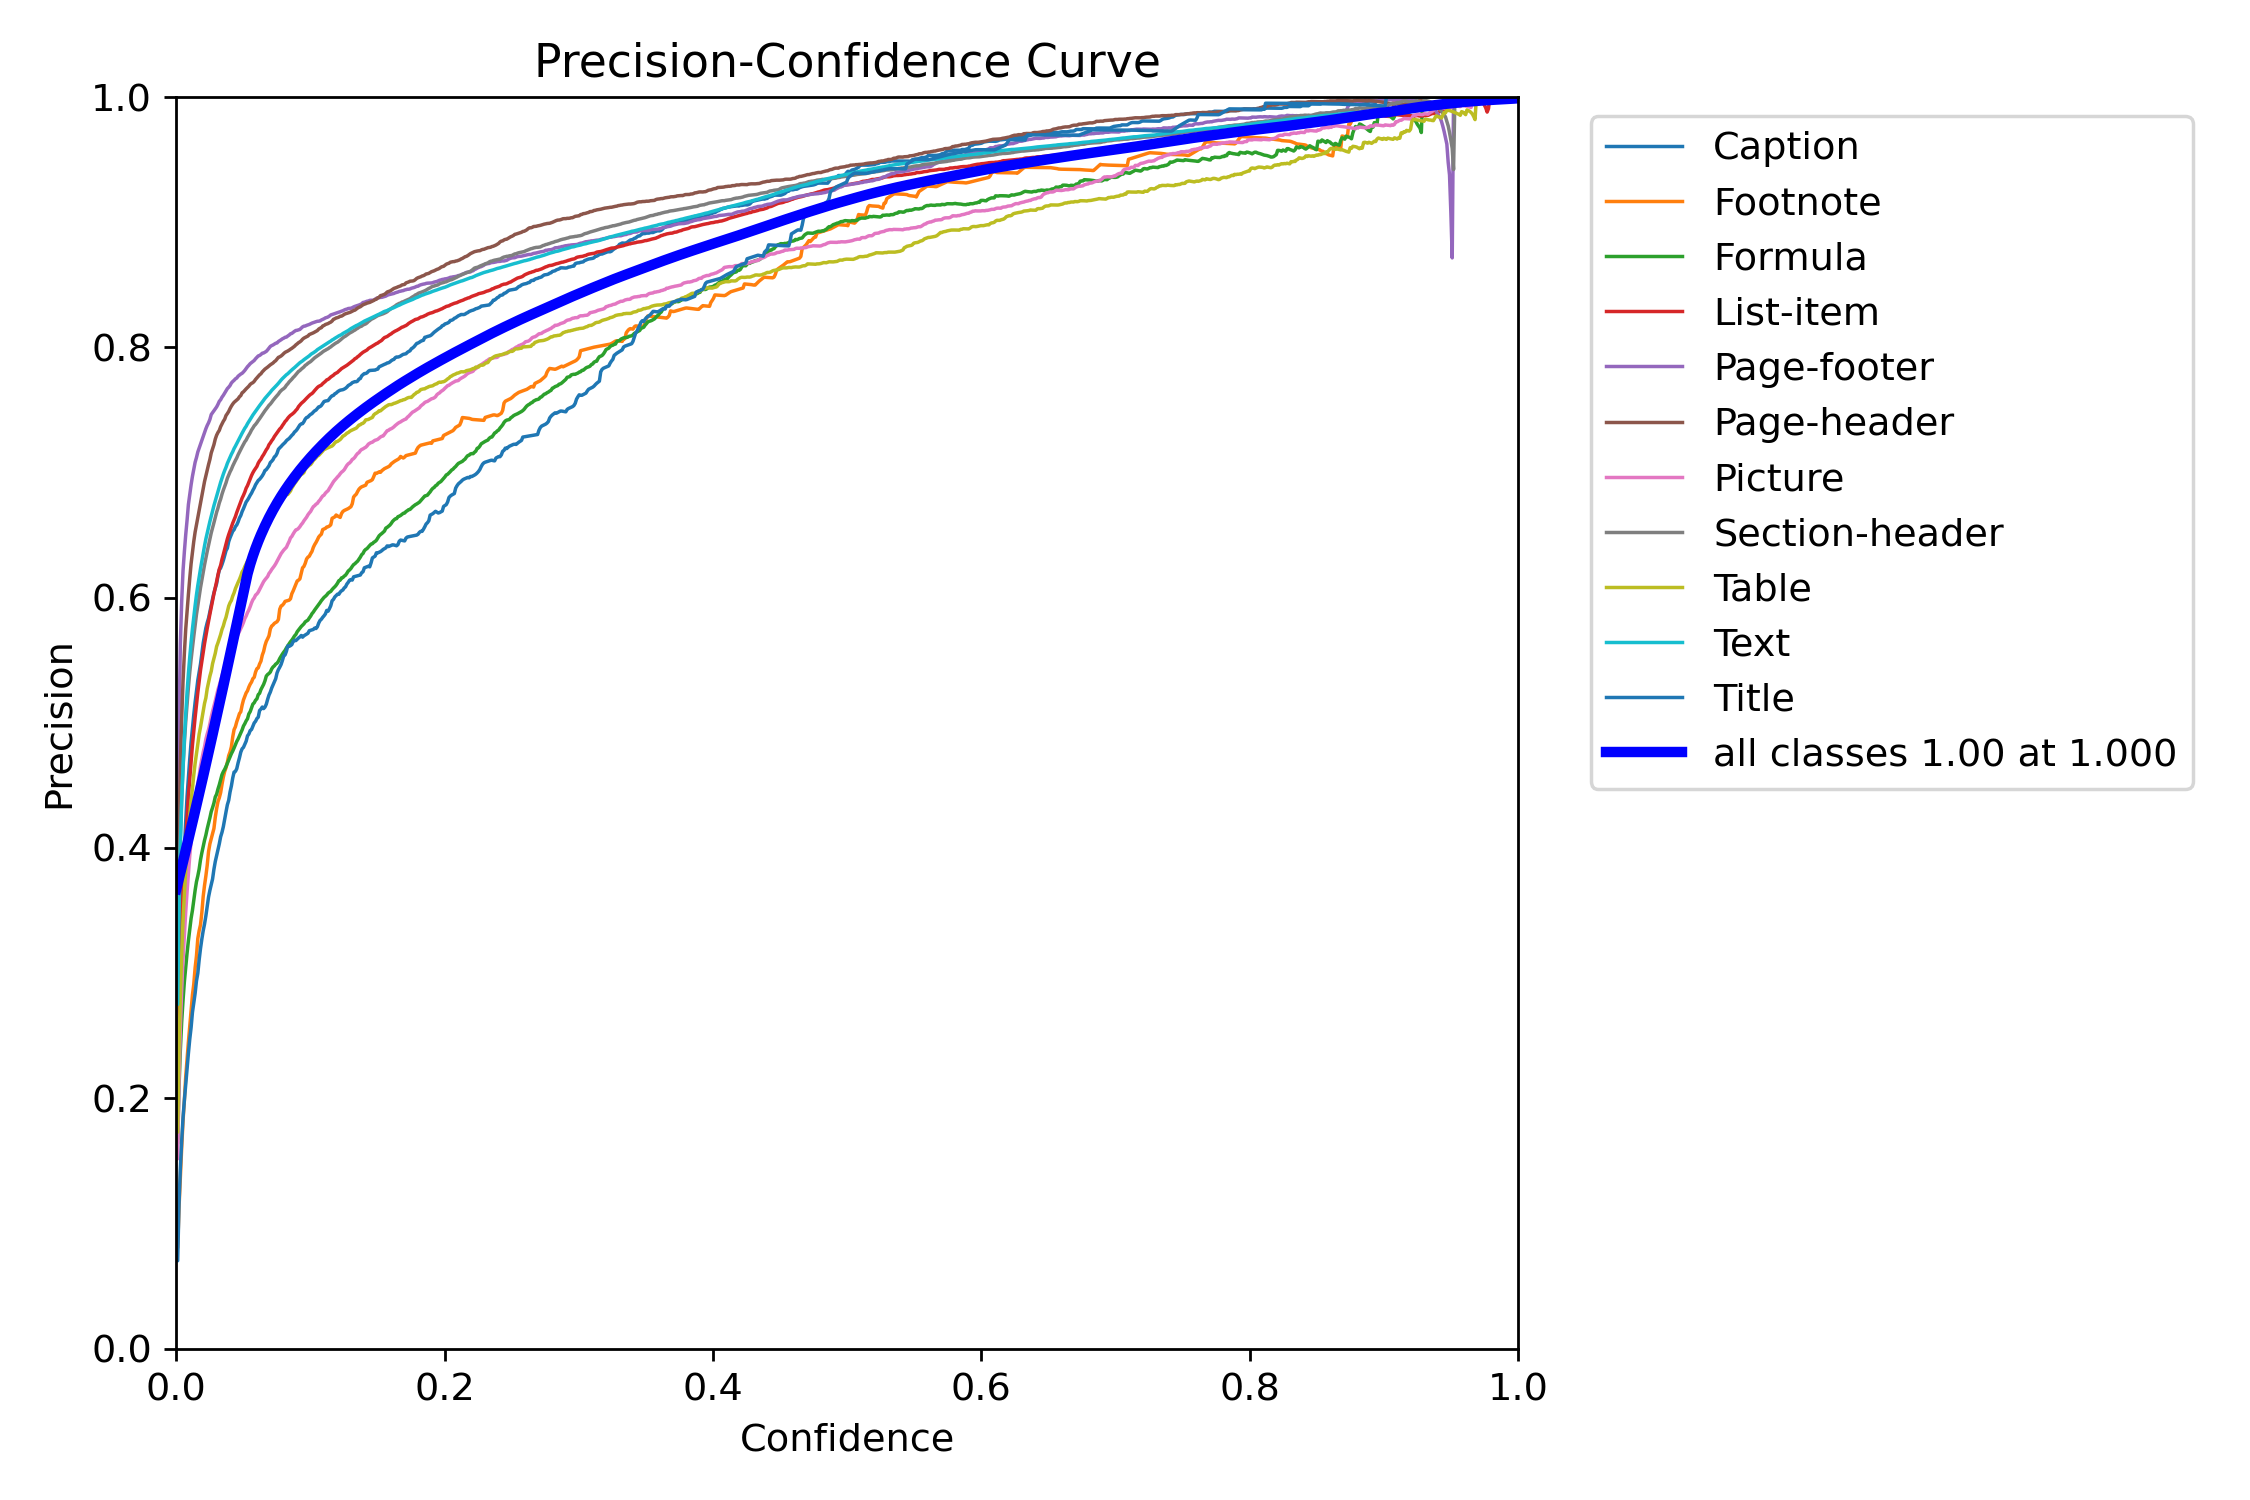 Precision-Confidence Curve
1.0
0.8
0.6
0.4
0.2
0.0
Precision
0.0 0.2 0.4 0.6 0.8 1.0
Confidence
Caption
Footnote
Formula
List-item
Page-footer
Page-header
Picture
Section-header
Table
Text
Title
all classes 1.00 at 1.000